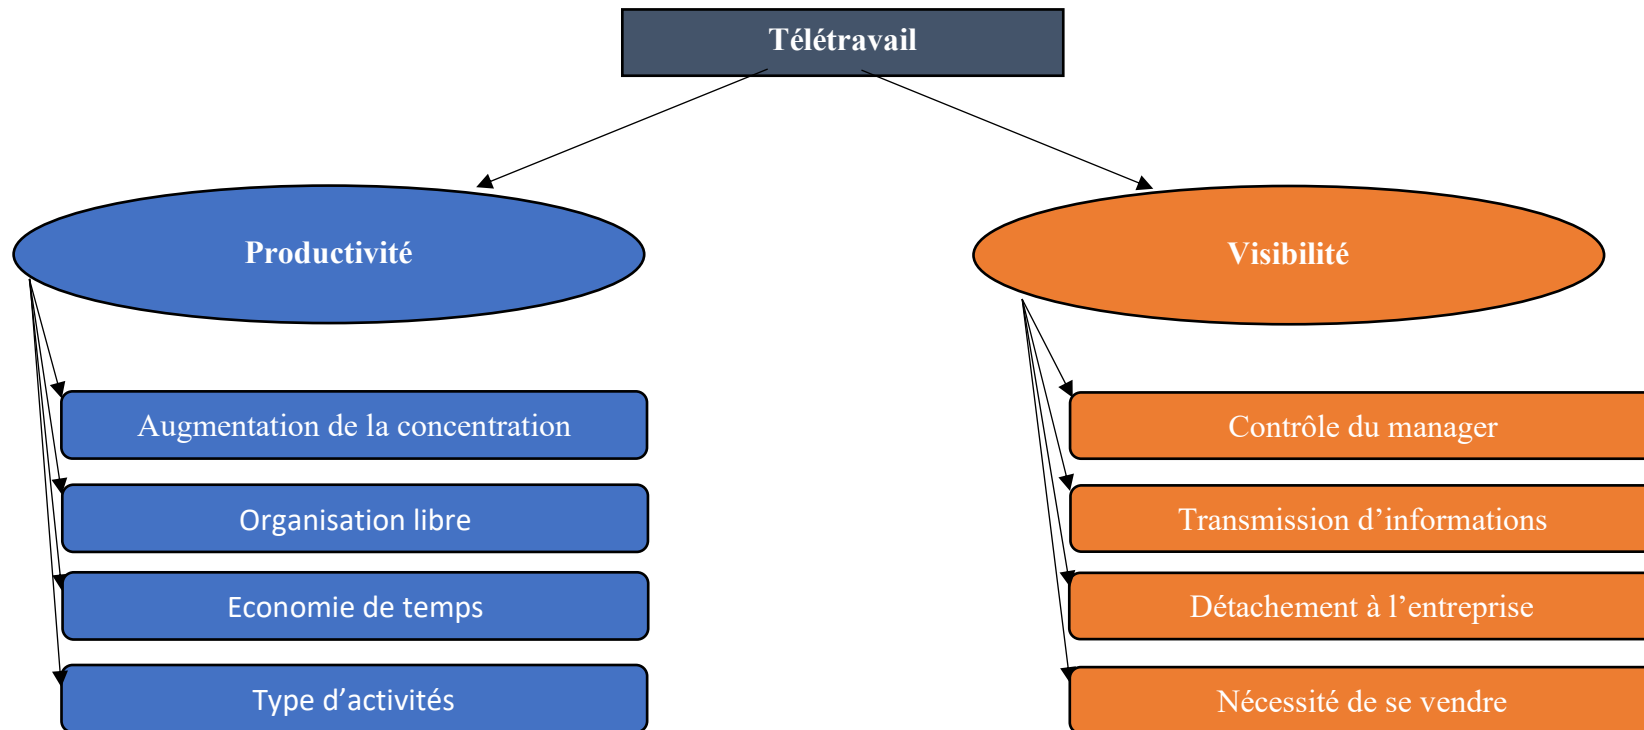 Télétravail
Productivité
Visibilité
Augmentation de la concentration
Organisation libre
Economie de temps
Type d’activités
Contrôle du manager
Transmission d’informations
Détachement à l’entreprise
Nécessité de se vendre